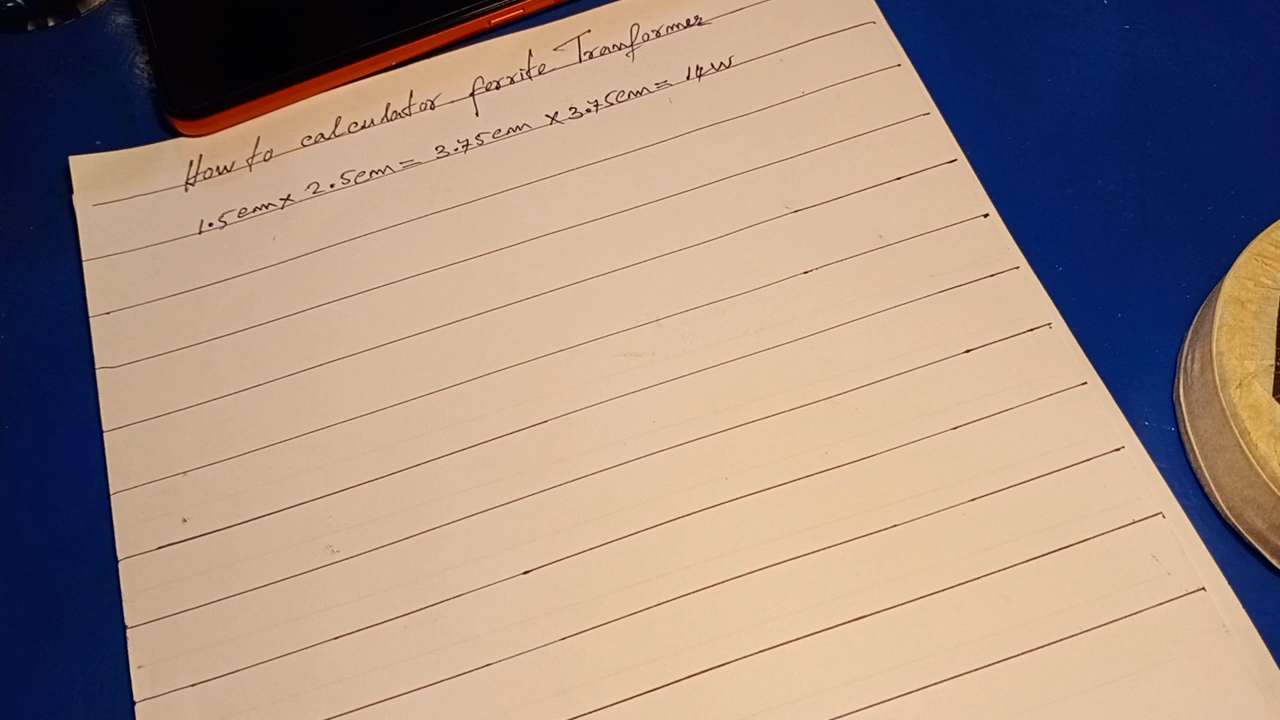 How to calculator ferrite Tranformer
1.5cm x 2.5cm = 3.75cm x 3.75cm = 14W